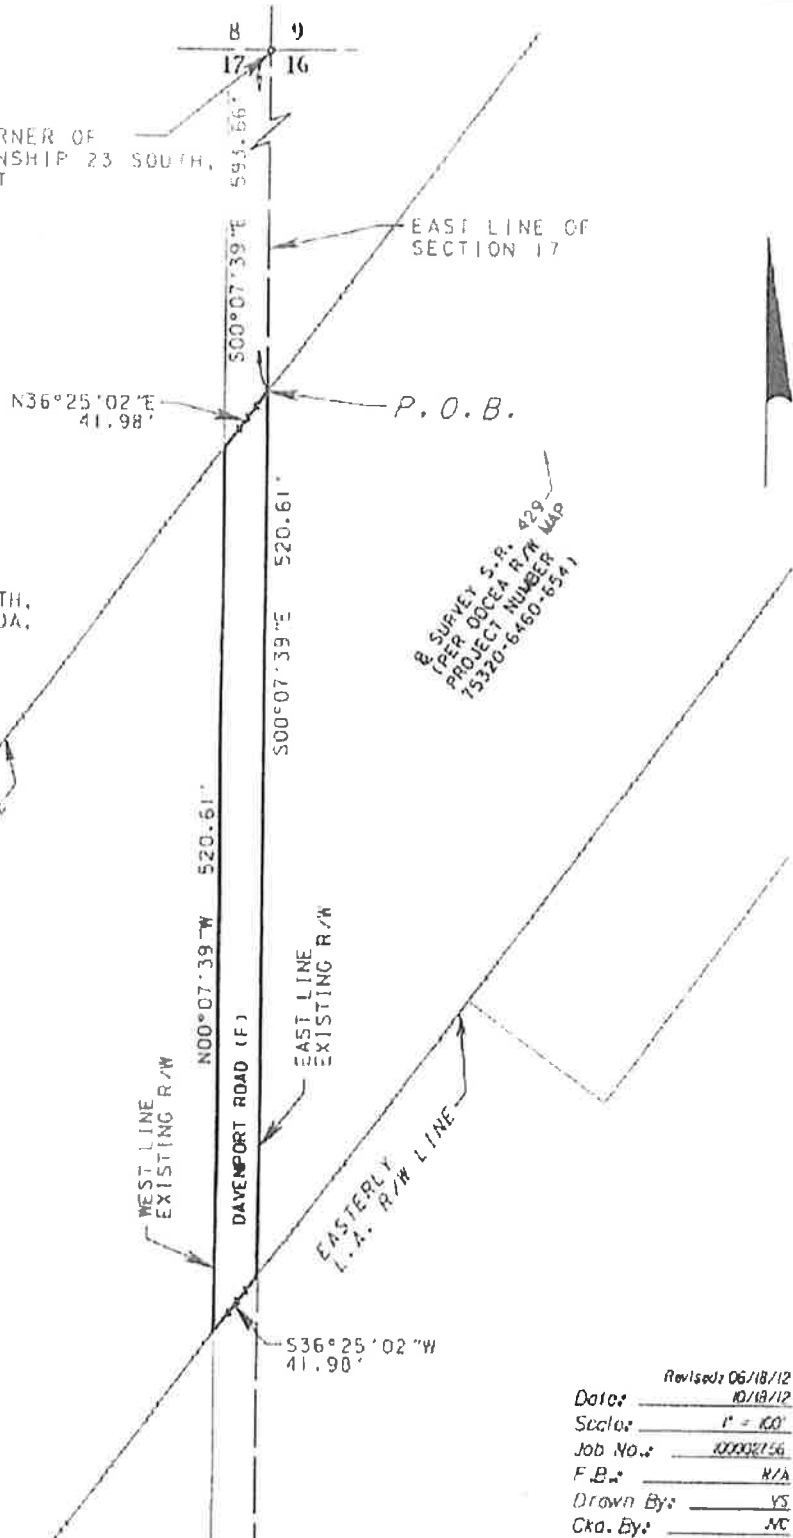 8 9
17 16
RNER OF
NSHIP 23 SOUTH,
T
S00°07'39"E 593.66'
EAST LINE OF
SECTION 17
N36°25'02"E
41.98'
P.O.B.
S00°07'39"E 520.61'
SURVEY S.R. 429
(PER OOCEA R/W MAP
PROJECT NUMBER
75320-6460-654)
TH,
DA.
N00°07'39"W 520.61'
WEST LINE
EXISTING R/W
DAVENPORT ROAD (F)
EAST LINE
EXISTING R/W
EASTERLY
L.A. R/W LINE
S36°25'02"W
41.98'
Revised: 06/18/12
Date: 10/18/12
Scale: 1" = 100'
Job No.: 100002156
F.B.: N/A
Drawn By: YS
Ckd. By: